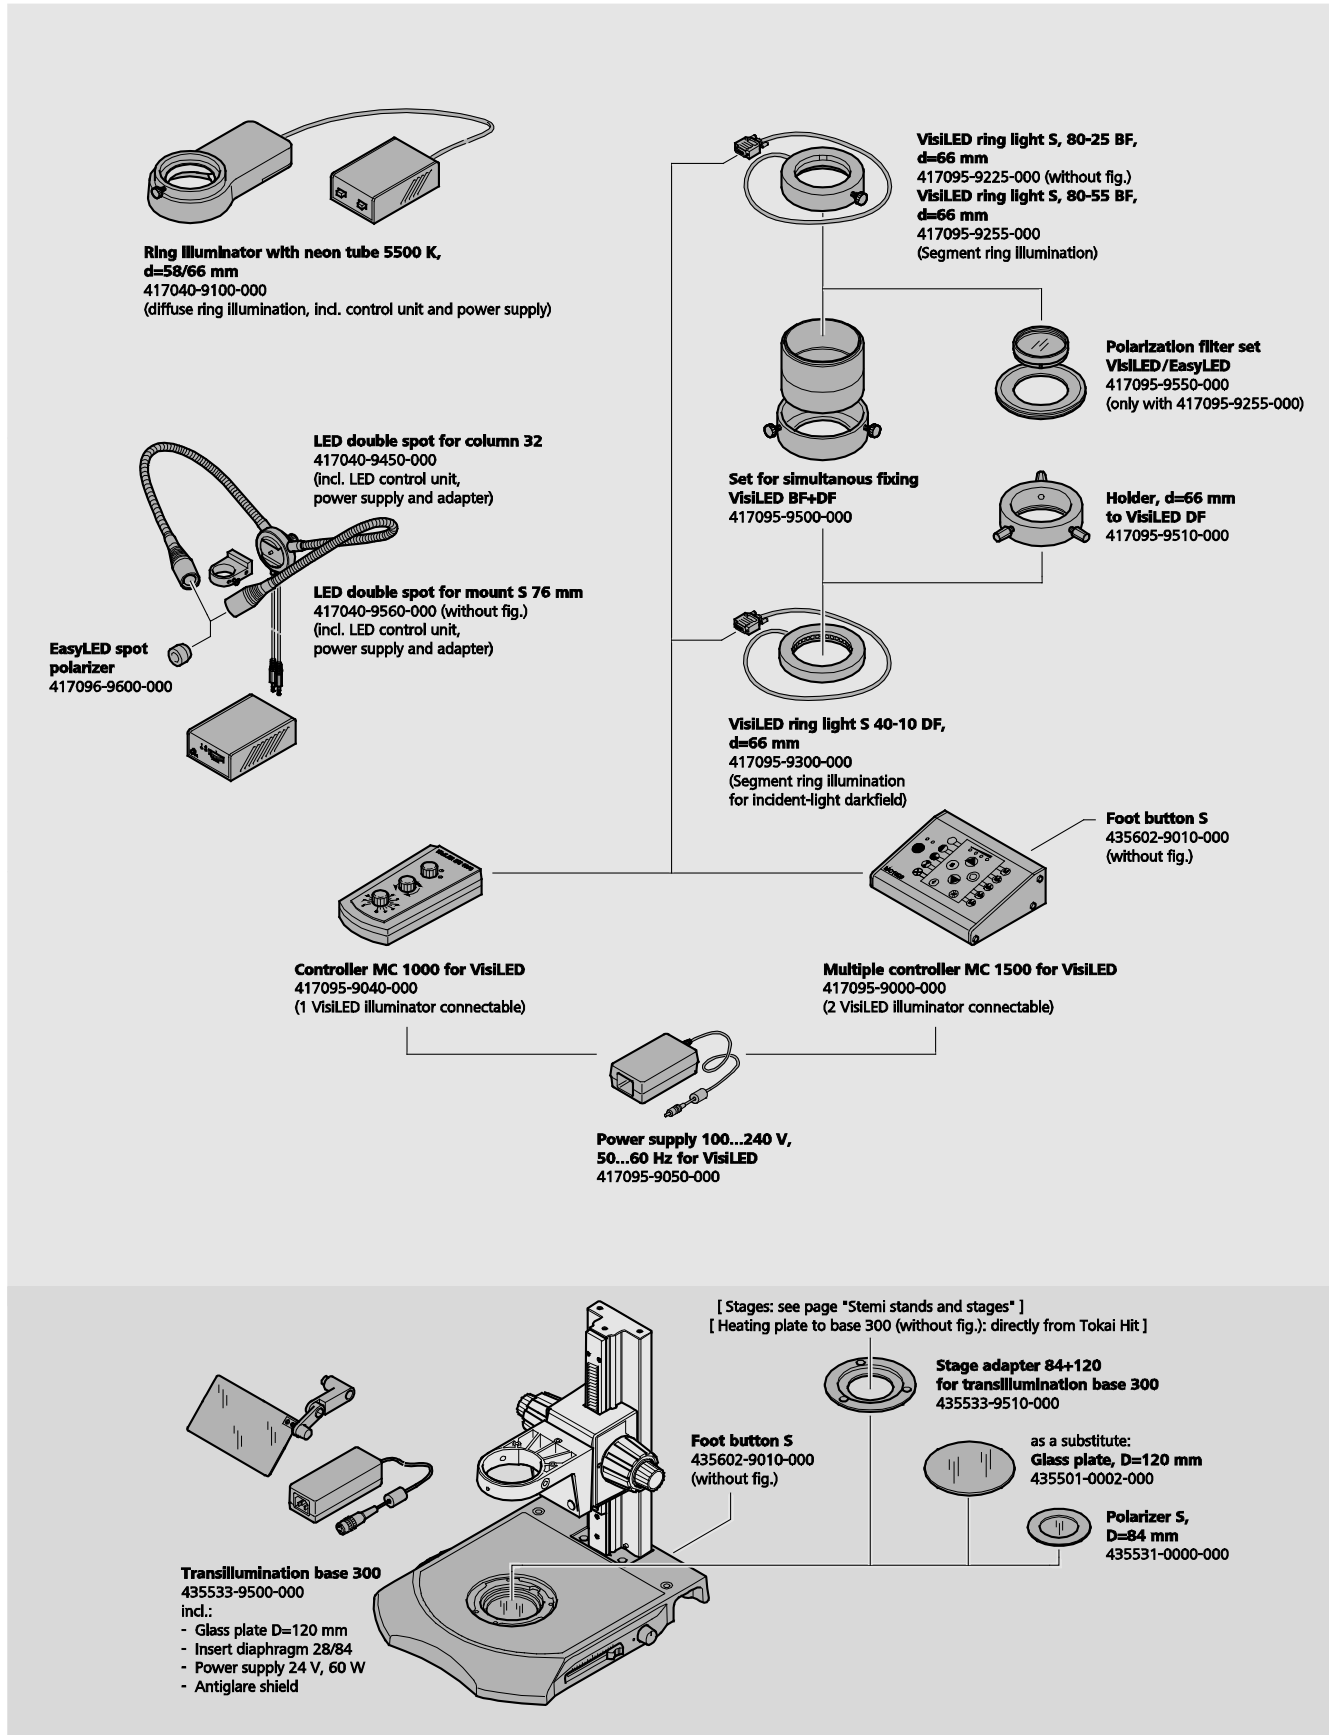 Ring illuminator with neon tube 5500 K,
d=58/66 mm
417040-9100-000
(diffuse ring illumination, incl. control unit and power supply)
VisiLED ring light S, 80-25 BF,
d=66 mm
417095-9225-000 (without fig.)
VisiLED ring light S, 80-55 BF,
d=66 mm
417095-9255-000
(Segment ring illumination)
Polarization filter set
VisiLED/EasyLED
417095-9550-000
(only with 417095-9255-000)
LED double spot for column 32
417040-9450-000
(incl. LED control unit,
power supply and adapter)
Set for simultanous fixing
VisiLED BF+DF
417095-9500-000
Holder, d=66 mm
to VisiLED DF
417095-9510-000
LED double spot for mount S 76 mm
417040-9560-000 (without fig.)
(incl. LED control unit,
power supply and adapter)
EasyLED spot
polarizer
417096-9600-000
VisiLED ring light S 40-10 DF,
d=66 mm
417095-9300-000
(Segment ring illumination
for incident-light darkfield)
Foot button S
435602-9010-000
(without fig.)
Controller MC 1000 for VisiLED
417095-9040-000
(1 VisiLED illuminator connectable)
Multiple controller MC 1500 for VisiLED
417095-9000-000
(2 VisiLED illuminator connectable)
Power supply 100...240 V,
50...60 Hz for VisiLED
417095-9050-000
[ Stages: see page "Stemi stands and stages" ]
[ Heating plate to base 300 (without fig.): directly from Tokai Hit ]
Stage adapter 84+120
for transillumination base 300
435533-9510-000
Foot button S
435602-9010-000
(without fig.)
as a substitute:
Glass plate, D=120 mm
435501-0002-000
Polarizer S,
D=84 mm
435531-0000-000
Transillumination base 300
435533-9500-000
incl.:
- Glass plate D=120 mm
- Insert diaphragm 28/84
- Power supply 24 V, 60 W
- Antiglare shield